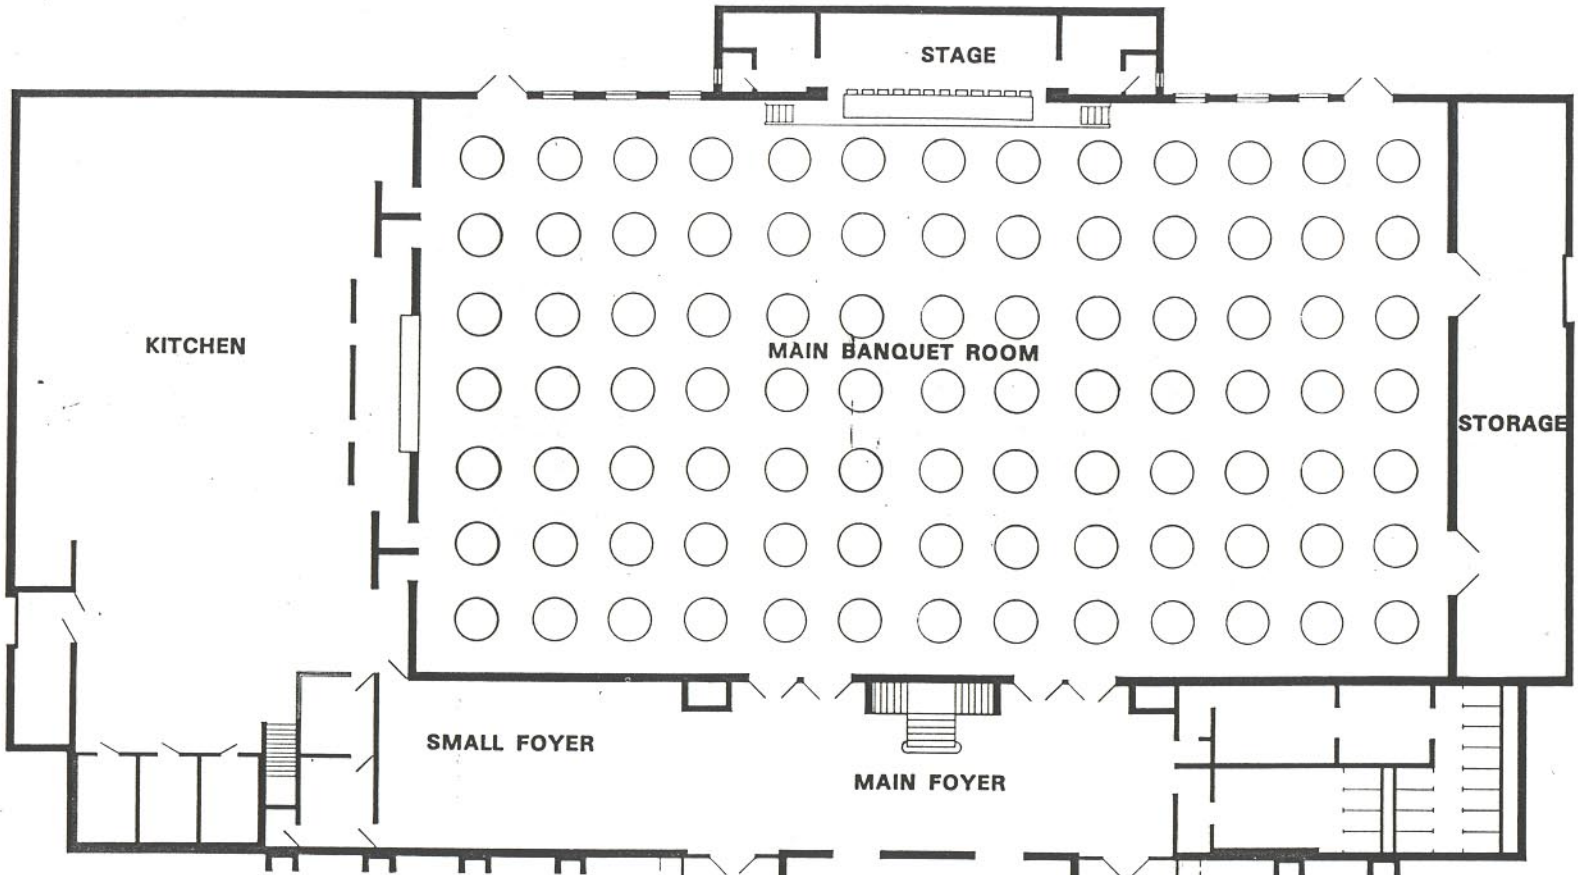 STAGE
KITCHEN
MAIN BANQUET ROOM
STORAGE
SMALL FOYER
MAIN FOYER